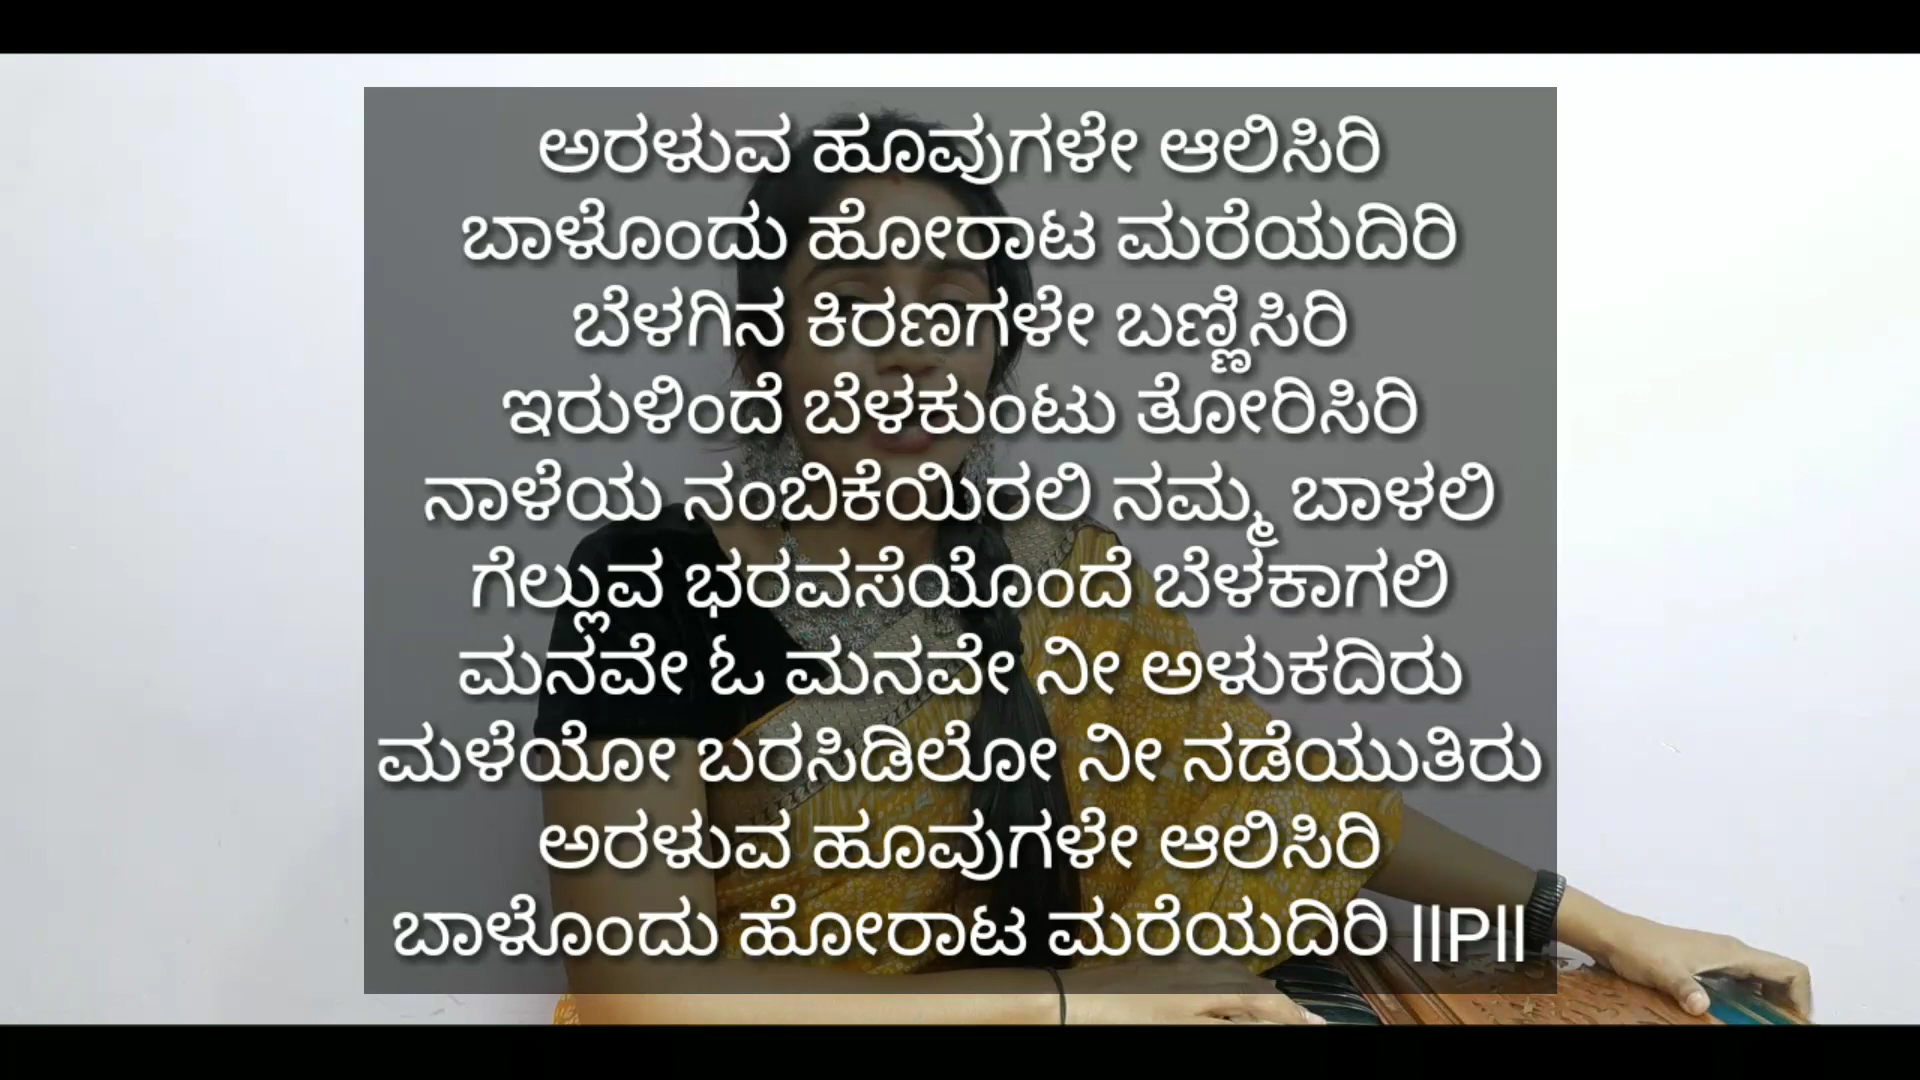 ಅರಳುವ ಹೂವುಗಳೇ ಆಲಿಸಿರಿ
ಬಾಳೊಂದು ಹೋರಾಟ ಮರೆಯದಿರಿ
ಬೆಳಗಿನ ಕಿರಣಗಳೇ ಬಣ್ಣಿಸಿರಿ
ಇರುಳಿಂದೆ ಬೆಳಕುಂಟು ತೋರಿಸಿರಿ
ನಾಳೆಯ ನಂಬಿಕೆಯಿರಲಿ ನಮ್ಮ ಬಾಳಲಿ
ಗೆಲ್ಲುವ ಭರವಸೆಯೊಂದೆ ಬೆಳಕಾಗಲಿ
ಮನವೇ ಓ ಮನವೇ ನೀ ಅಳುಕದಿರು
ಮಳೆಯೋ ಬರಸಿಡಿಲೋ ನೀ ನಡೆಯುತಿರು
ಅರಳುವ ಹೂವುಗಳೇ ಆಲಿಸಿರಿ
ಬಾಳೊಂದು ಹೋರಾಟ ಮರೆಯದಿರಿ llPll